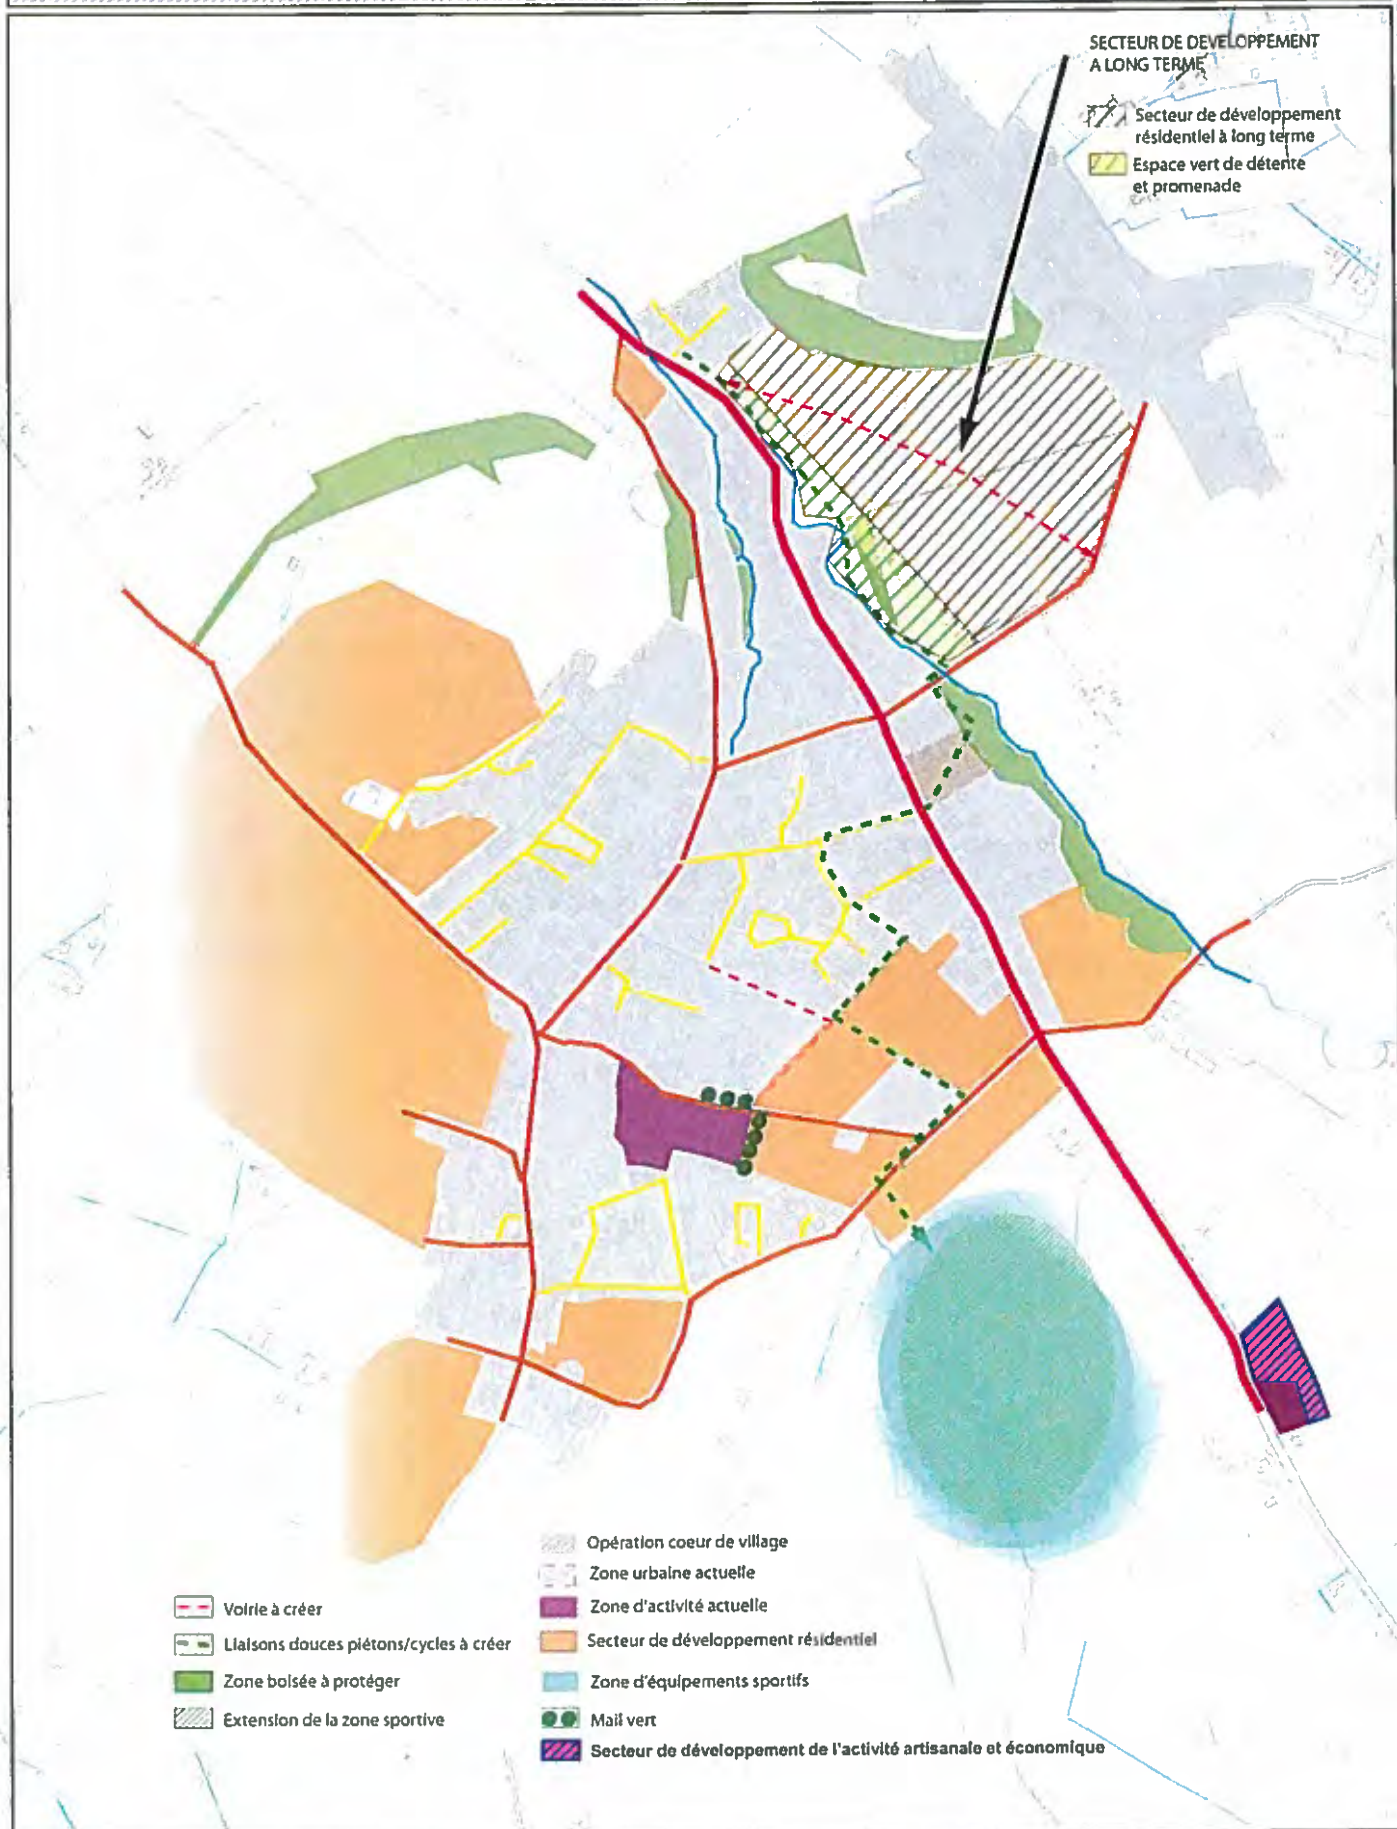 SECTEUR DE DEVELOPPEMENT
A LONG TERME
Secteur de développement
résidentiel à long terme
Espace vert de détente
et promenade
Opération coeur de village
Zone urbaine actuelle
Voirie à créer
Zone d'activité actuelle
Liaisons douces piétons/cycles à créer
Secteur de développement résidentiel
Zone boisée à protéger
Zone d'équipements sportifs
Extension de la zone sportive
Mail vert
Secteur de développement de l'activité artisanale et économique